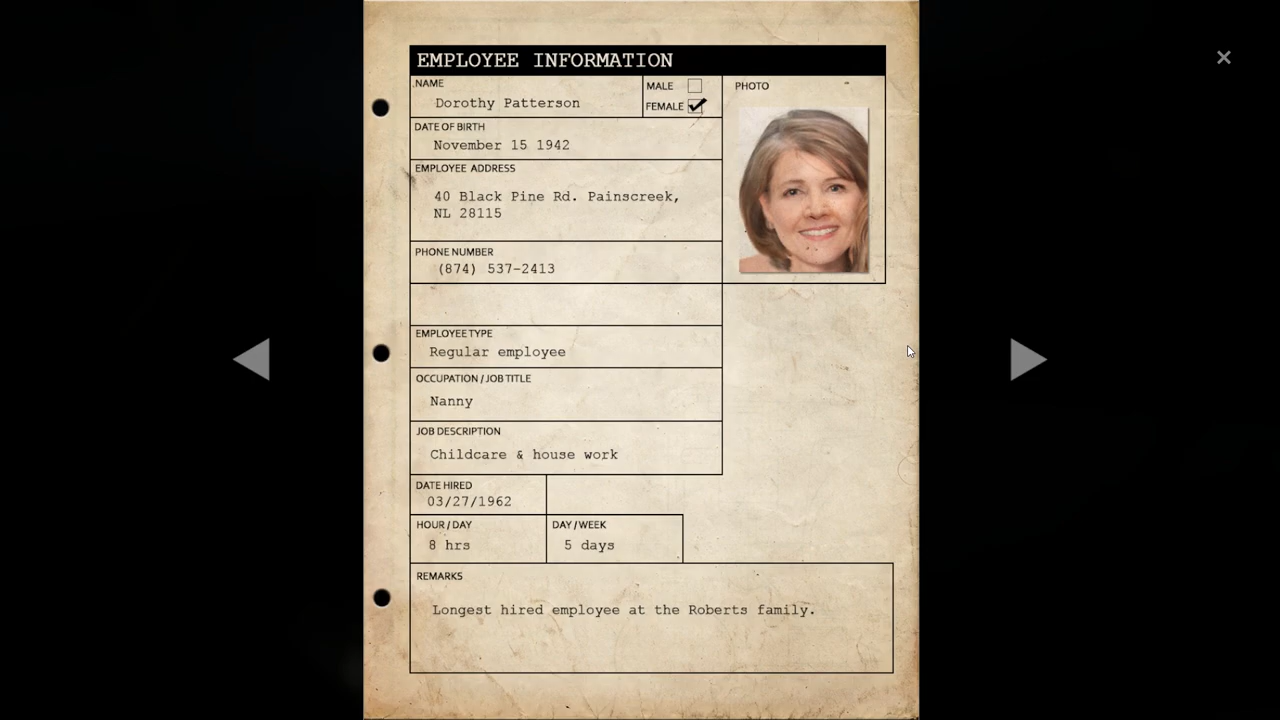 EMPLOYEE INFORMATION
NAME
Dorothy Patterson
MALE
FEMALE
PHOTO
DATE OF BIRTH
November 15 1942
EMPLOYEE ADDRESS
40 Black Pine Rd. Painscreek,
NL 28115
PHONE NUMBER
(874) 537-2413
EMPLOYEE TYPE
Regular employee
OCCUPATION / JOB TITLE
Nanny
JOB DESCRIPTION
Childcare & house work
DATE HIRED
03/27/1962
HOUR / DAY
8 hrs
DAY / WEEK
5 days
REMARKS
Longest hired employee at the Roberts family.